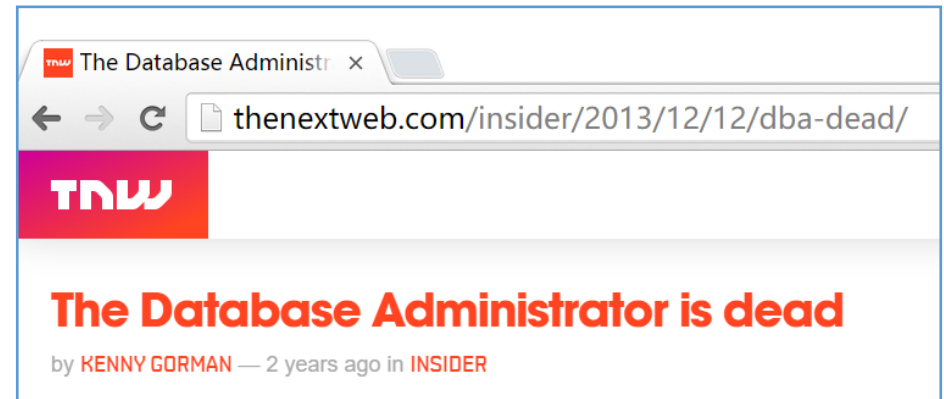 TNW The Database Administr ×
thenextweb.com/insider/2013/12/12/dba-dead/
TNW
The Database Administrator is dead
by KENNY GORMAN — 2 years ago in INSIDER